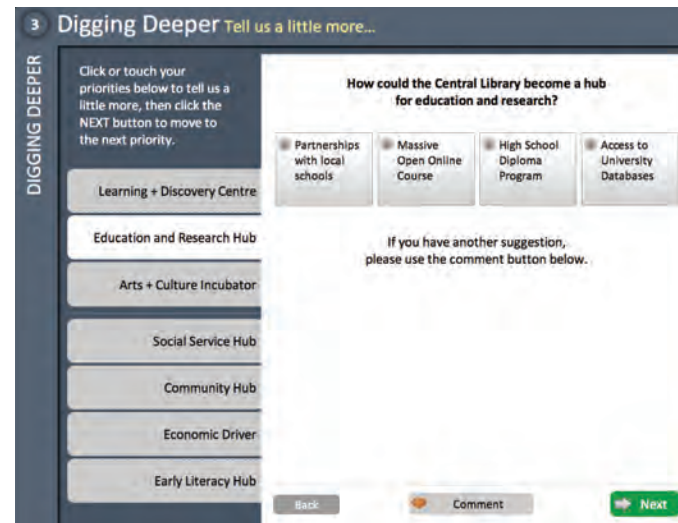 3 Digging Deeper Tell us a little more...
DIGGING DEEPER
Click or touch your
priorities below to tell us a
little more, then click the
NEXT button to move to
the next priority.
Learning + Discovery Centre
Education and Research Hub
Arts + Culture Incubator
Social Service Hub
Community Hub
Economic Driver
Early Literacy Hub
How could the Central Library become a hub
for education and research?
Partnerships
with local
schools
Massive
Open Online
Course
High School
Diploma
Program
Access to
University
Databases
If you have another suggestion,
please use the comment button below.
Back
Comment
Next